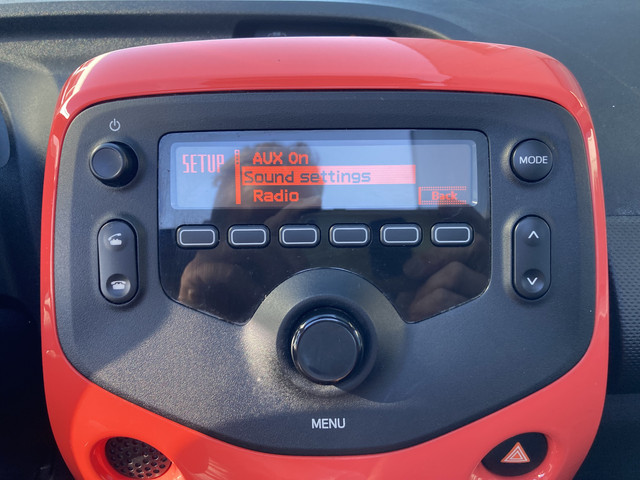 SETUP
AUX On
Sound settings
Radio
Back
MODE
MENU